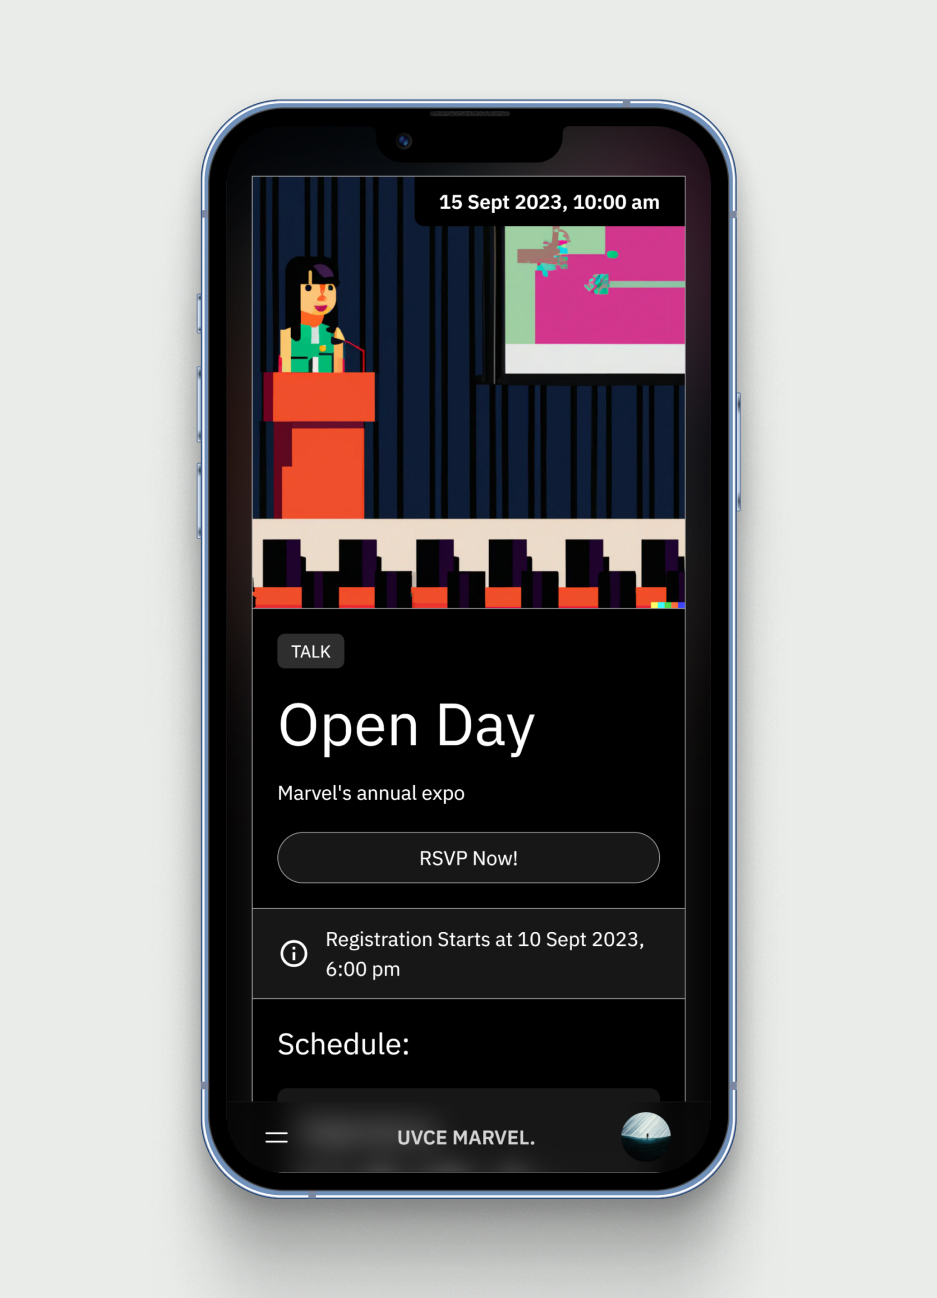 15 Sept 2023, 10:00 am
TALK
Open Day
Marvel's annual expo
RSVP Now!
Registration Starts at 10 Sept 2023,
6:00 pm
Schedule:
UVCE MARVEL.